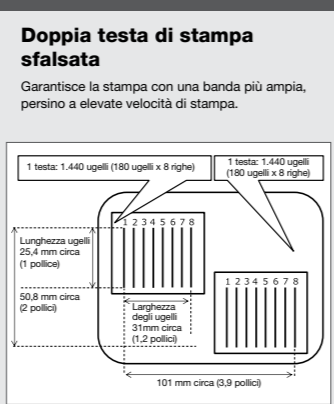 Doppia testa di stampa
sfalsata
Garantisce la stampa con una banda più ampia,
persino a elevate velocità di stampa.
1 testa: 1.440 ugelli (180 ugelli x 8 righe)
1 testa: 1.440 ugelli
(180 ugelli x 8 righe)
1 2 3 4 5 6 7 8
Lunghezza ugelli
25,4 mm circa
(1 pollice)
50,8 mm circa
(2 pollici)
Larghezza
degli ugelli
31mm circa
(1,2 pollici)
1 2 3 4 5 6 7 8
101 mm circa (3,9 pollici)